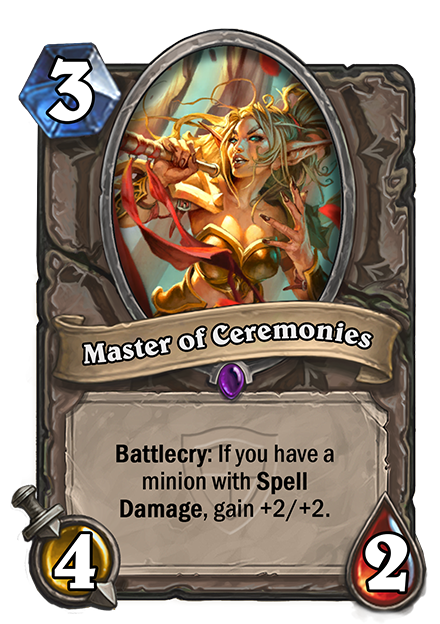 3
Master of Ceremonies
Battlecry: If you have a
minion with Spell
Damage, gain +2/+2.
4
2